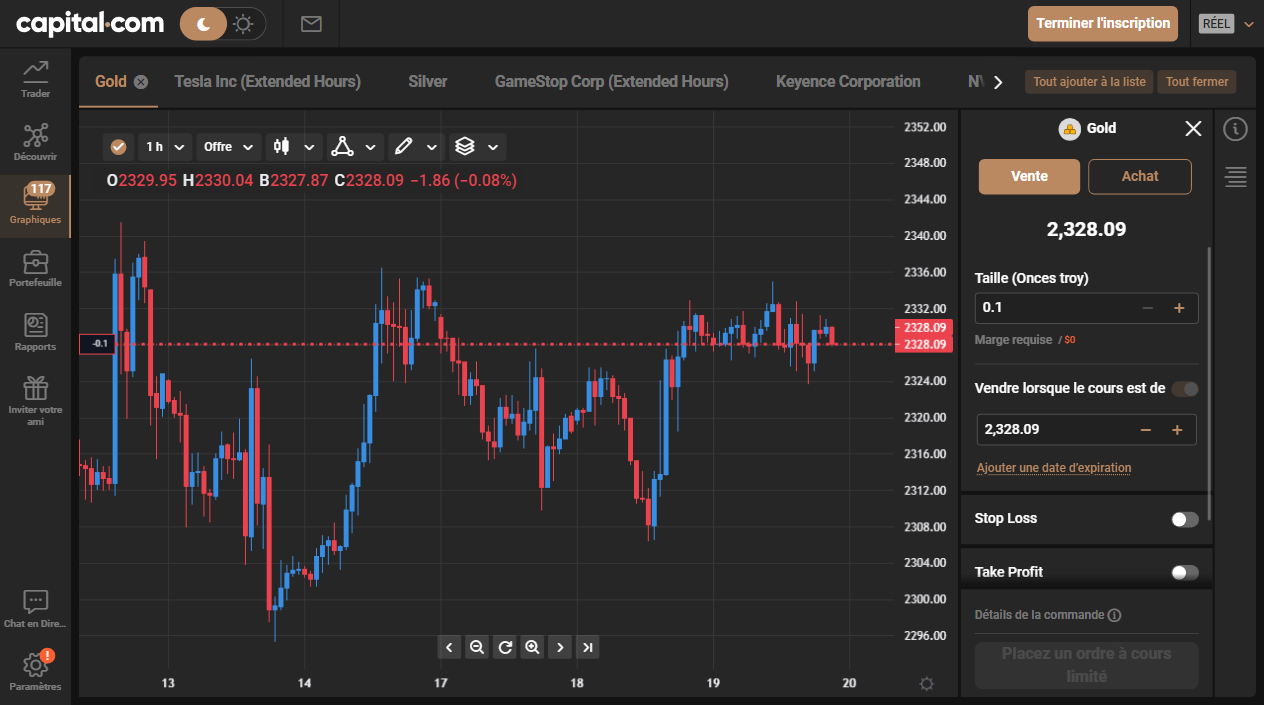 capital.com
Terminer l'inscription
RÉEL
Trader
Découvrir
117
Graphiques
Portefeuille
Rapports
Inviter votre
ami
Chat en Dire...
!
Paramètres
Gold
Tesla Inc (Extended Hours)
Silver
GameStop Corp (Extended Hours)
Keyence Corporation
Tout ajouter à la liste
Tout fermer
1 h
Offre
O2329.95 H2330.04 B2327.87 C2328.09 −1.86 (−0.08%)
-0.1
2352.00
2348.00
2344.00
2340.00
2336.00
2332.00
2328.09
2328.09
2324.00
2320.00
2316.00
2312.00
2308.00
2304.00
2300.00
2296.00
13
14
17
18
19
20
Gold
Vente
Achat
2,328.09
Taille (Onces troy)
0.1
Marge requise / $0
Vendre lorsque le cours est de
2,328.09
Ajouter une date d'expiration
Stop Loss
Take Profit
Détails de la commande
Placez un ordre à cours
limité